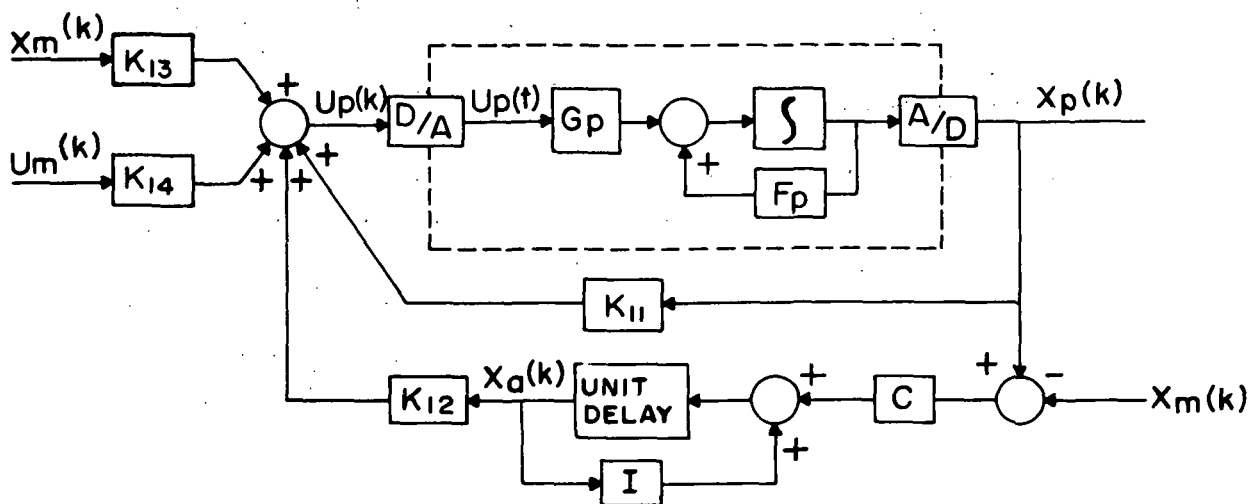 Xm(k)
K13
+
Um(k)
K14
+
+
+
Up(k)
D/A
Up(t)
Gp
+
∫
Fp
A/D
Xp(k)
K11
K12
Xa(k)
UNIT
DELAY
+
+
I
C
+
-
Xm(k)